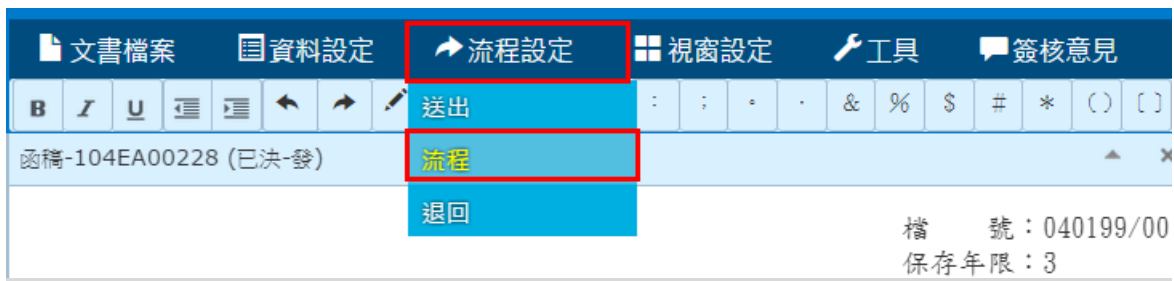 文書檔案 資料設定 流程設定 視窗設定 工具 簽核意見
B I U 送出 : ; 。 · & % $ # * () []
函稿-104EA00228 (已決-發) 流程
退回
檔 號：040199/00
保存年限：3